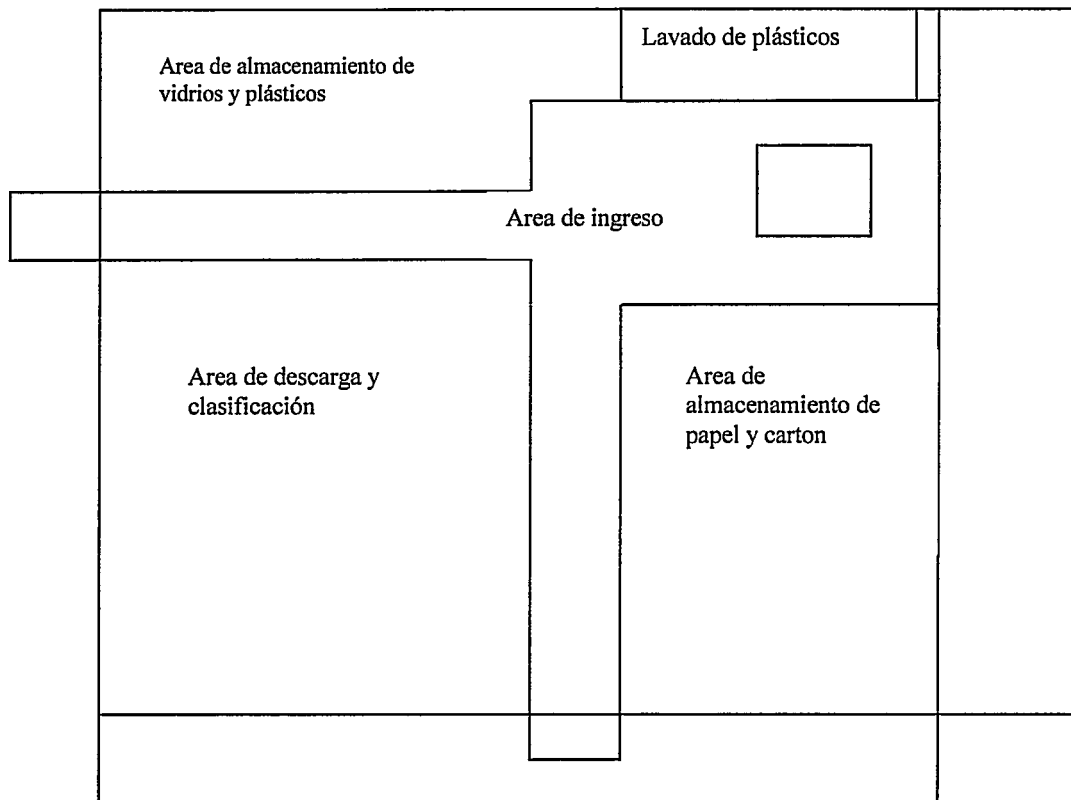 Lavado de plásticos
Area de almacenamiento de
vidrios y plásticos
Area de ingreso
Area de descarga y
clasificación
Area de
almacenamiento de
papel y carton